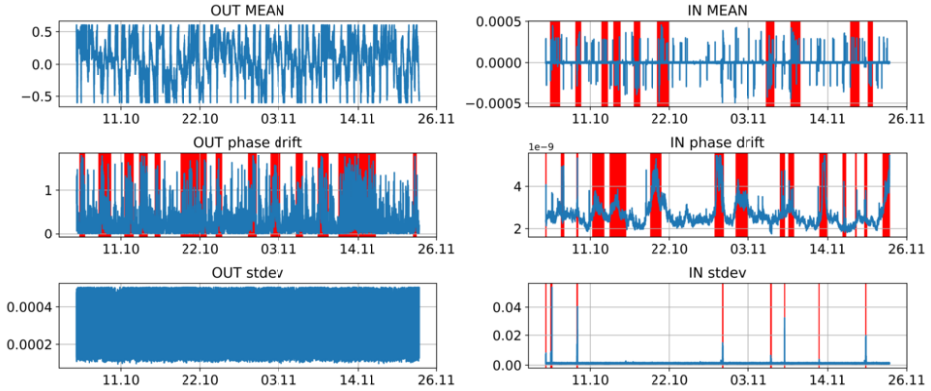 OUT MEAN
0.5
0.0
−0.5
11.10 22.10 03.11 14.11 26.11
IN MEAN
0.0005
0.0000
−0.0005
11.10 22.10 03.11 14.11 26.11
OUT phase drift
1
0
11.10 22.10 03.11 14.11 26.11
IN phase drift
1e−9
4
2
11.10 22.10 03.11 14.11 26.11
OUT stdev
0.0004
0.0002
11.10 22.10 03.11 14.11 26.11
IN stdev
0.04
0.02
0.00
11.10 22.10 03.11 14.11 26.11